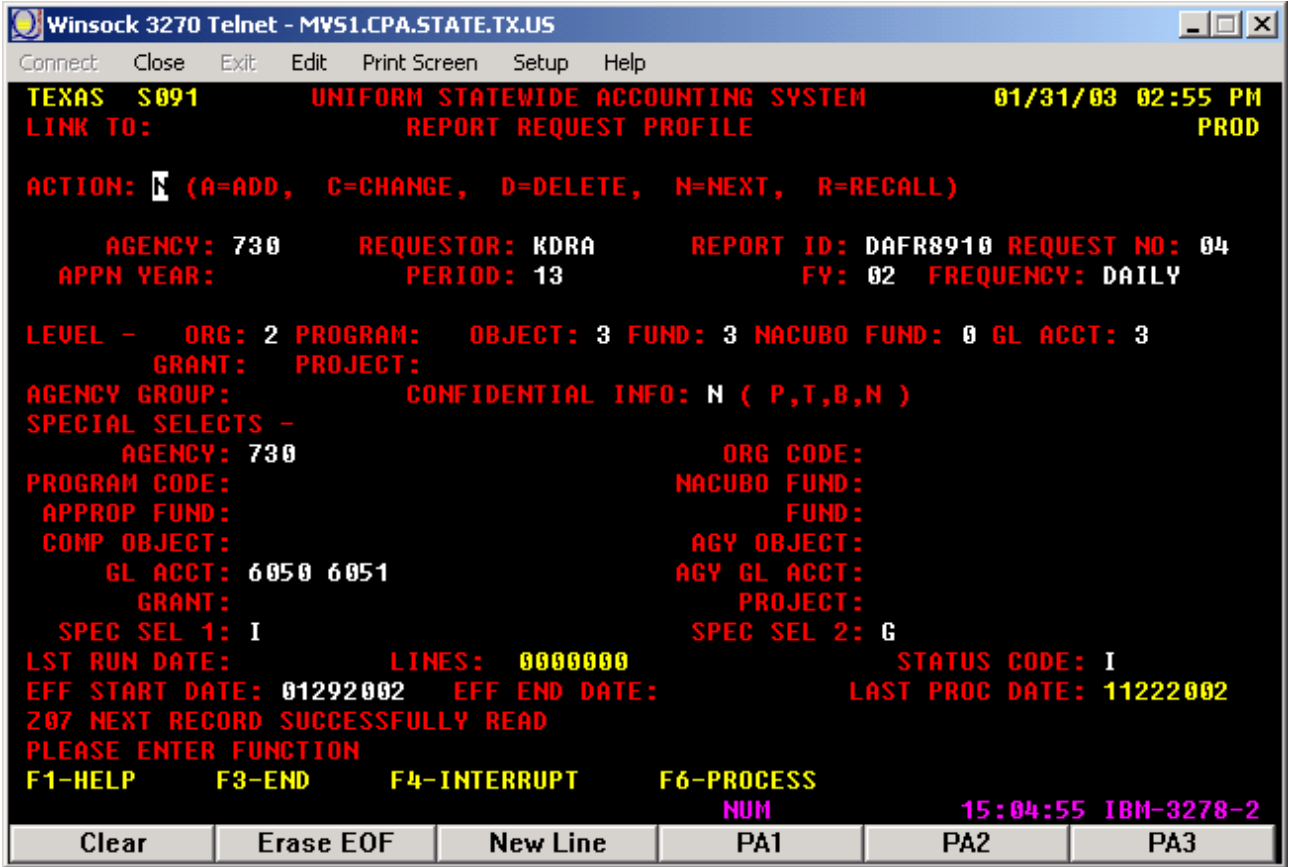 Winsock 3270 Telnet - MVS1.CPA.STATE.TX.US
Connect Close Exit Edit Print Screen Setup Help
TEXAS S091 UNIFORM STATEWIDE ACCOUNTING SYSTEM 01/31/03 02:55 PM
LINK TO: REPORT REQUEST PROFILE PROD
ACTION: N (A=ADD, C=CHANGE, D=DELETE, N=NEXT, R=RECALL)
AGENCY: 730 REQUESTOR: KDRA REPORT ID: DAFR8910 REQUEST NO: 04
APPN YEAR: PERIOD: 13 FY: 02 FREQUENCY: DAILY
LEVEL - ORG: 2 PROGRAM: OBJECT: 3 FUND: 3 NACUBO FUND: 0 GL ACCT: 3
GRANT: PROJECT:
AGENCY GROUP: CONFIDENTIAL INFO: N ( P,T,B,N )
SPECIAL SELECTS -
AGENCY: 730 ORG CODE:
PROGRAM CODE: NACUBO FUND:
APPROP FUND: FUND:
COMP OBJECT: AGY OBJECT:
GL ACCT: 6050 6051 AGY GL ACCT:
GRANT: PROJECT:
SPEC SEL 1: I SPEC SEL 2: G
LST RUN DATE: LINES: 0000000 STATUS CODE: I
EFF START DATE: 01292002 EFF END DATE: LAST PROC DATE: 11222002
Z07 NEXT RECORD SUCCESSFULLY READ
PLEASE ENTER FUNCTION
F1-HELP F3-END F4-INTERRUPT F6-PROCESS
NUM 15:04:55 IBM-3278-2
Clear Erase EOF New Line PA1 PA2 PA3